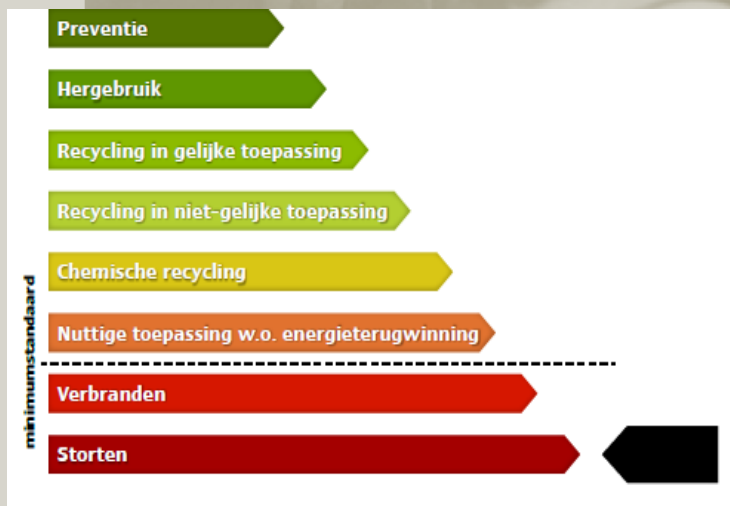 Preventie
Hergebruik
Recycling in gelijke toepassing
Recycling in niet-gelijke toepassing
Chemische recycling
Nuttige toepassing w.o. energieterugwinning
minimumstandaard
Verbranden
Storten